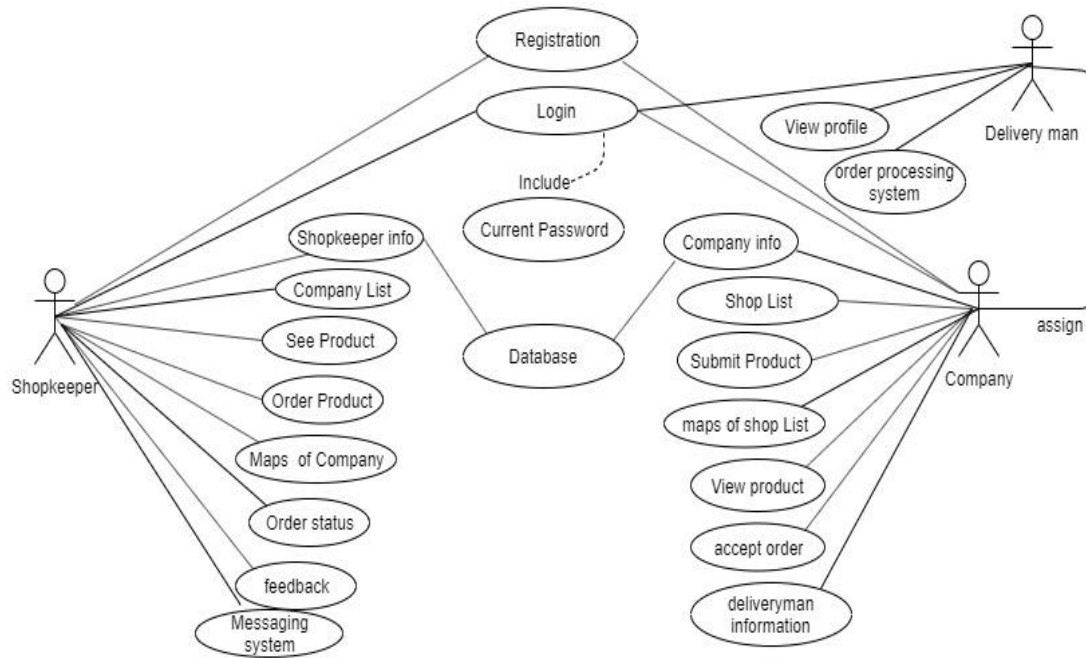 Registration
Login
View profile
Delivery man
order processing
system
Include
Current Password
Shopkeeper info
Company info
Company List
Shop List
assign
See Product
Database
Submit Product
Shopkeeper
Company
Order Product
maps of shop List
Maps of Company
View product
Order status
accept order
feedback
deliveryman
information
Messaging
system